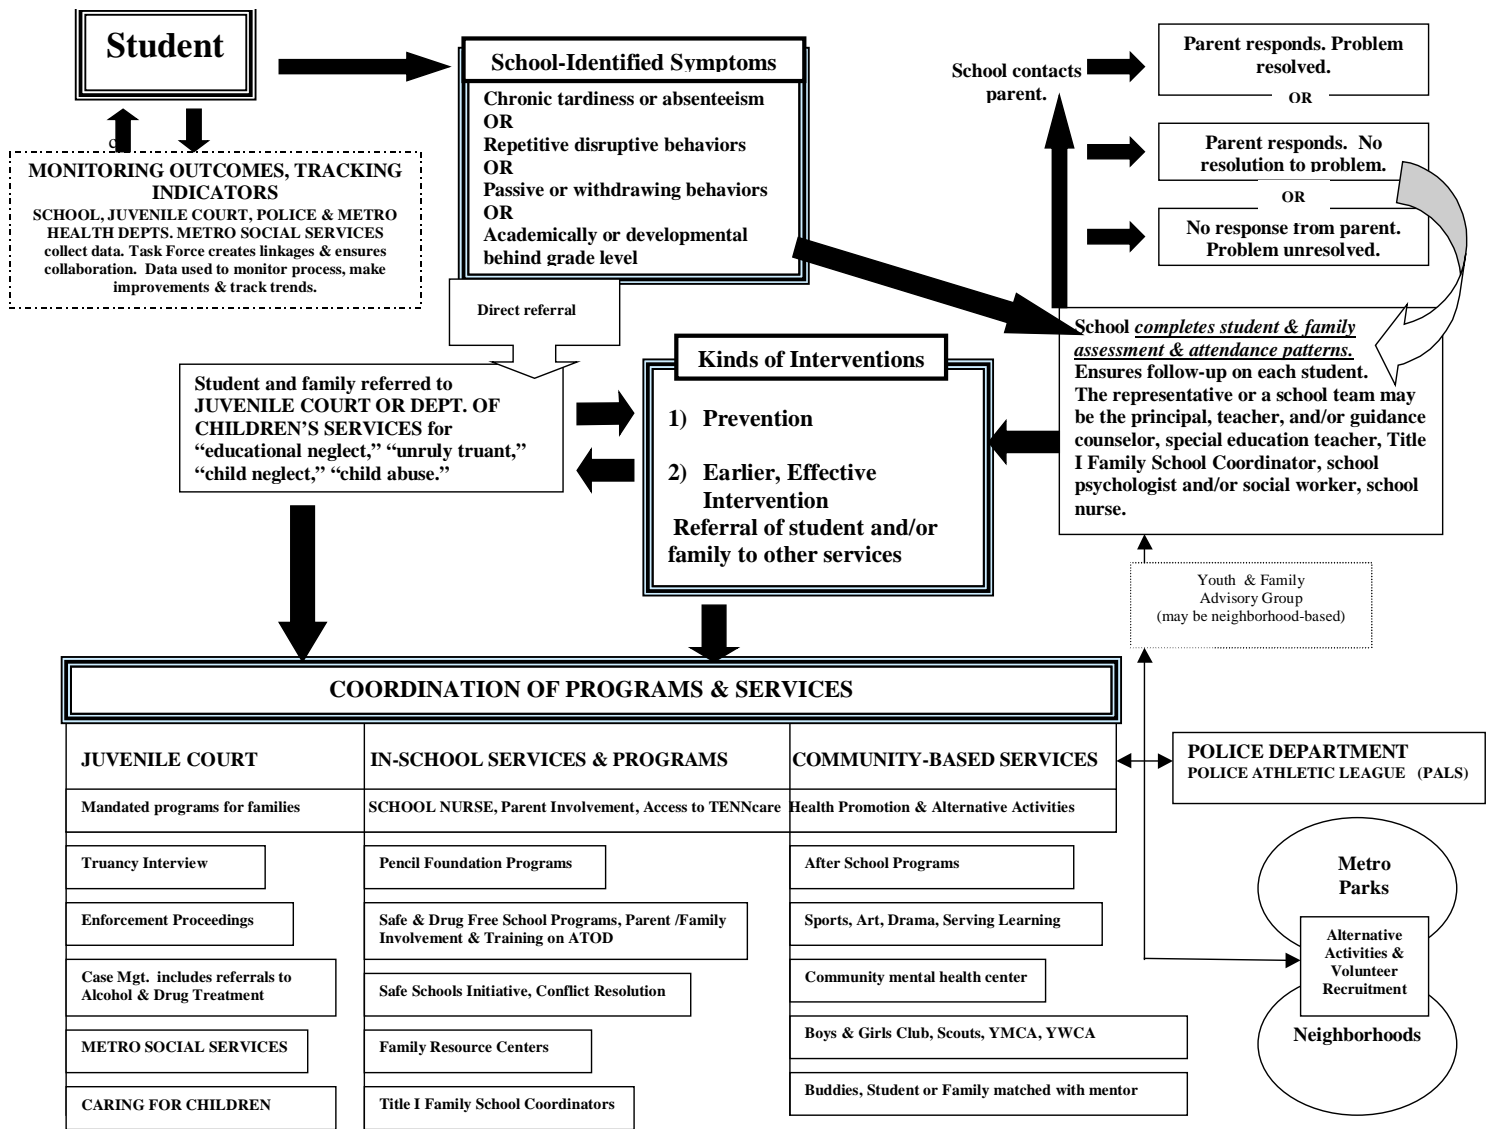 Student
School-Identified Symptoms
Chronic tardiness or absenteeism
OR
Repetitive disruptive behaviors
OR
Passive or withdrawing behaviors
OR
Academically or developmental
behind grade level
School contacts
parent.
Parent responds. Problem
resolved.
OR
Parent responds.  No
resolution to problem.
OR
No response from parent.
Problem unresolved.
MONITORING OUTCOMES, TRACKING
INDICATORS
SCHOOL, JUVENILE COURT, POLICE & METRO
HEALTH DEPTS. METRO SOCIAL SERVICES
collect data. Task Force creates linkages & ensures
collaboration.  Data used to monitor process, make
improvements & track trends.
Direct referral
Student and family referred to
JUVENILE COURT OR DEPT. OF
CHILDREN’S SERVICES for
“educational neglect,” “unruly truant,”
“child neglect,” “child abuse.”
Kinds of Interventions
1) Prevention
2) Earlier, Effective
Intervention
Referral of student and/or
family to other services
School completes student & family
assessment & attendance patterns.
Ensures follow-up on each student.
The representative or a school team may
be the principal, teacher, and/or guidance
counselor, special education teacher, Title
I Family School Coordinator, school
psychologist and/or social worker, school
nurse.
Youth & Family
Advisory Group
(may be neighborhood-based)
COORDINATION OF PROGRAMS & SERVICES
JUVENILE COURT
Mandated programs for families
Truancy Interview
Enforcement Proceedings
Case Mgt.  includes referrals to
Alcohol & Drug Treatment
METRO SOCIAL SERVICES
CARING FOR CHILDREN
IN-SCHOOL SERVICES & PROGRAMS
SCHOOL NURSE, Parent Involvement, Access to TENNcare
Pencil Foundation Programs
Safe & Drug Free School Programs, Parent /Family
Involvement & Training on ATOD
Safe Schools Initiative, Conflict Resolution
Family Resource Centers
Title I Family School Coordinators
COMMUNITY-BASED SERVICES
Health Promotion & Alternative Activities
After School Programs
Sports, Art, Drama, Serving Learning
Community mental health center
Boys & Girls Club, Scouts, YMCA, YWCA
Buddies, Student or Family matched with mentor
POLICE DEPARTMENT
POLICE ATHLETIC LEAGUE (PALS)
Metro
Parks
Alternative
Activities &
Volunteer
Recruitment
Neighborhoods